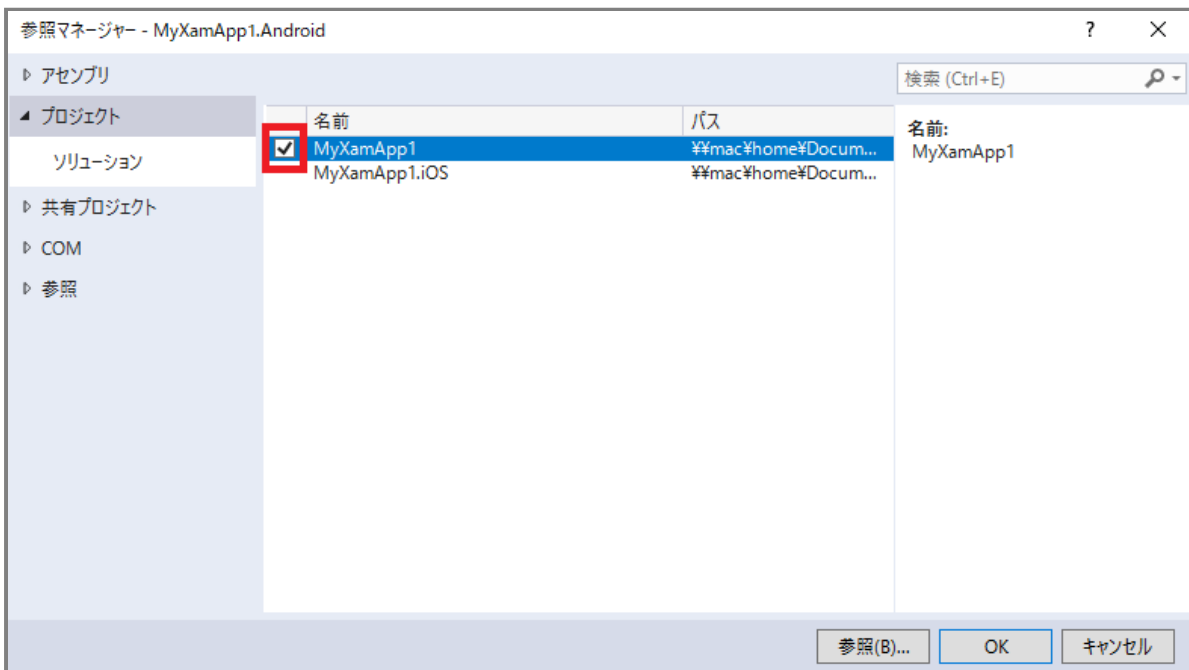 参照マネージャー - MyXamApp1.Android
? ×
アセンブリ
検索 (Ctrl+E)
プロジェクト
ソリューション
共有プロジェクト
COM
参照
名前 パス
MyXamApp1 ¥¥mac¥home¥Docum...
MyXamApp1.iOS ¥¥mac¥home¥Docum...
名前:
MyXamApp1
参照(B)... OK キャンセル